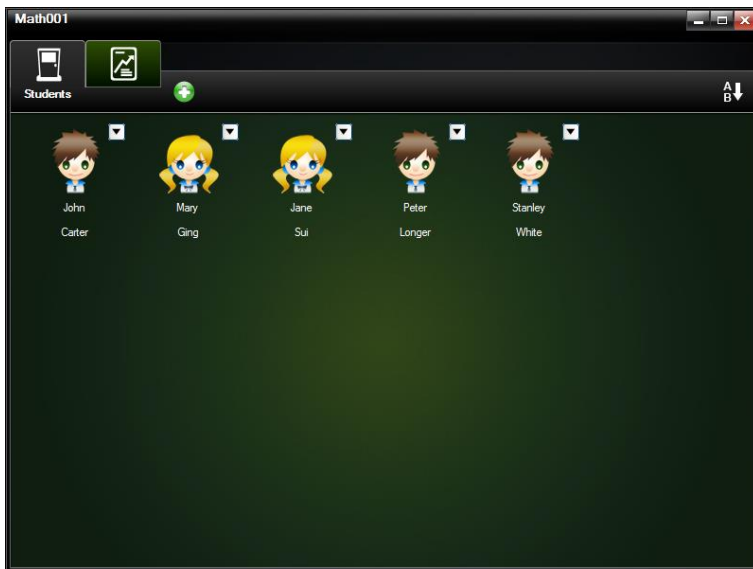 Math001
Students
A
B
John Mary Jane Peter Stanley
Carter Ging Sui Longer White